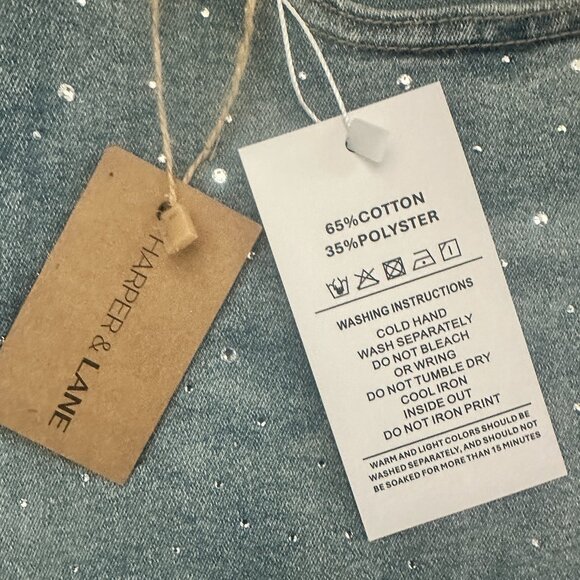 HARPER & LANE
65%COTTON
35%POLYSTER
WASHING INSTRUCTIONS
COLD HAND
WASH SEPARATELY
DO NOT BLEACH
OR WRING
DO NOT TUMBLE DRY
COOL IRON
INSIDE OUT
DO NOT IRON PRINT
WARM AND LIGHT COLORS SHOULD BE
WASHED SEPARATELY, AND SHOULD NOT
BE SOAKED FOR MORE THAN 15 MINUTES